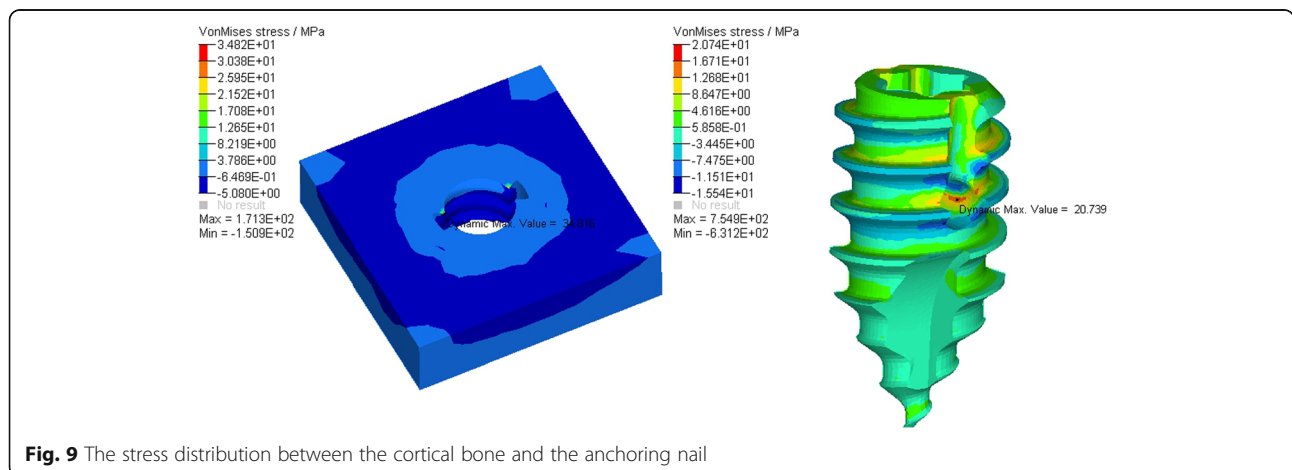 VonMises stress / MPa
3.482E+01
3.038E+01
2.595E+01
2.152E+01
1.708E+01
1.265E+01
8.219E+00
3.786E+00
-6.469E-01
-5.080E+00
No result
Max = 1.713E+02
Min = -1.509E+02
Dynamic Max. Value =
VonMises stress / MPa
2.074E+01
1.671E+01
1.268E+01
8.647E+00
4.616E+00
5.858E-01
-3.445E+00
-7.475E+00
-1.151E+01
-1.554E+01
No result
Max = 7.549E+02
Min = -6.312E+02
Dynamic Max. Value = 20.739
Fig. 9 The stress distribution between the cortical bone and the anchoring nail